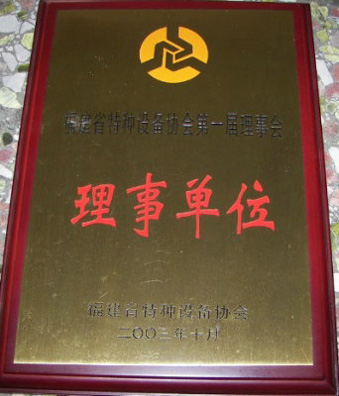 福建省特种设备协会第一届理事会
理事单位
福建省特种设备协会
二〇〇三年十月